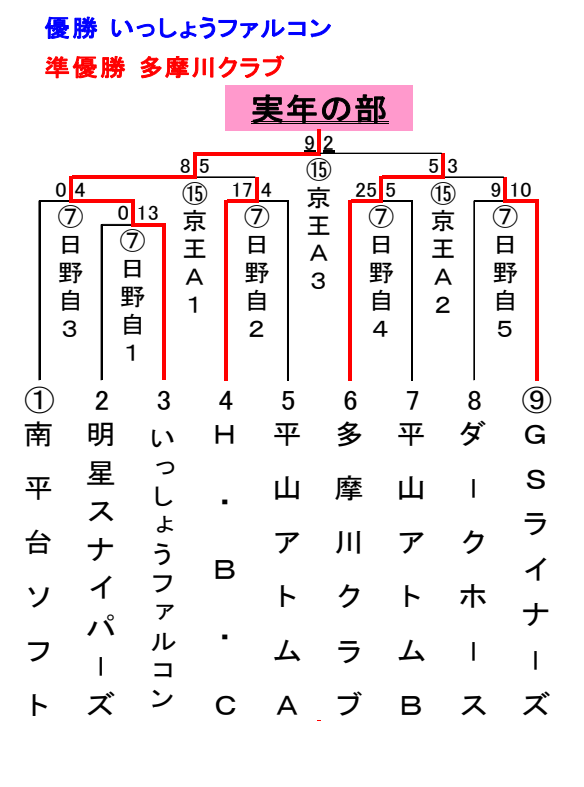 優勝 いっしょうファルコン
準優勝 多摩川クラブ
実年の部
9 2
⑮京王A3
8 5
⑮京王A1
5 3
⑮京王A2
0 4
⑦日野自3
17 4
⑦日野自2
25 5
⑦日野自4
9 10
⑦日野自5
0 13
⑦日野自1
① 南平台ソフト
2 明星スナイパーズ
3 いっしょうファルコン
4 H・B・C
5 平山アトムA
6 多摩川クラブ
7 平山アトムB
8 ダークホース
⑨ GSライナーズ